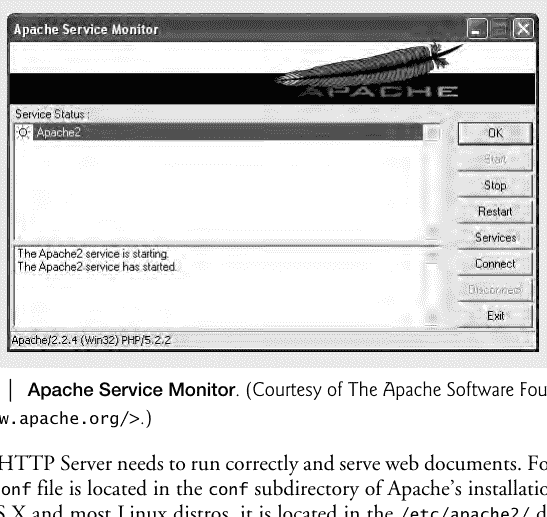 Apache Service Monitor
APACHE
Service Status :
Apache2
OK
Start
Stop
Restart
Services
Connect
Disconnect
Exit
The Apache2 service is starting.
The Apache2 service has started.
Apache/2.2.4 (Win32) PHP/5.2.2
| Apache Service Monitor. (Courtesy of The Apache Software Fou
w.apache.org/>.)
HTTP Server needs to run correctly and serve web documents. Fo
onf file is located in the conf subdirectory of Apache's installatio
S X and most Linux distros, it is located in the /etc/apache2/ d